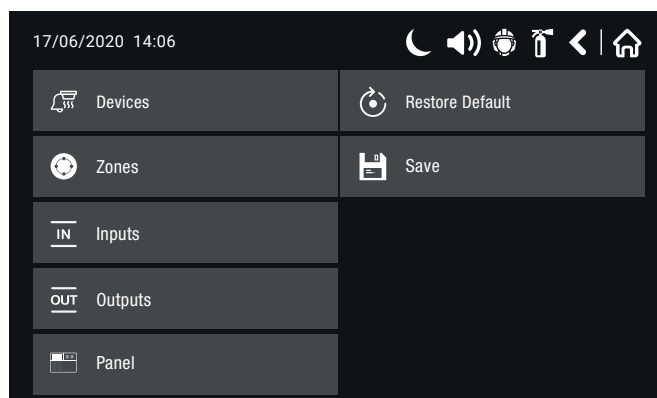 17/06/2020 14:06
Devices
Restore Default
Zones
Save
IN Inputs
OUT Outputs
Panel